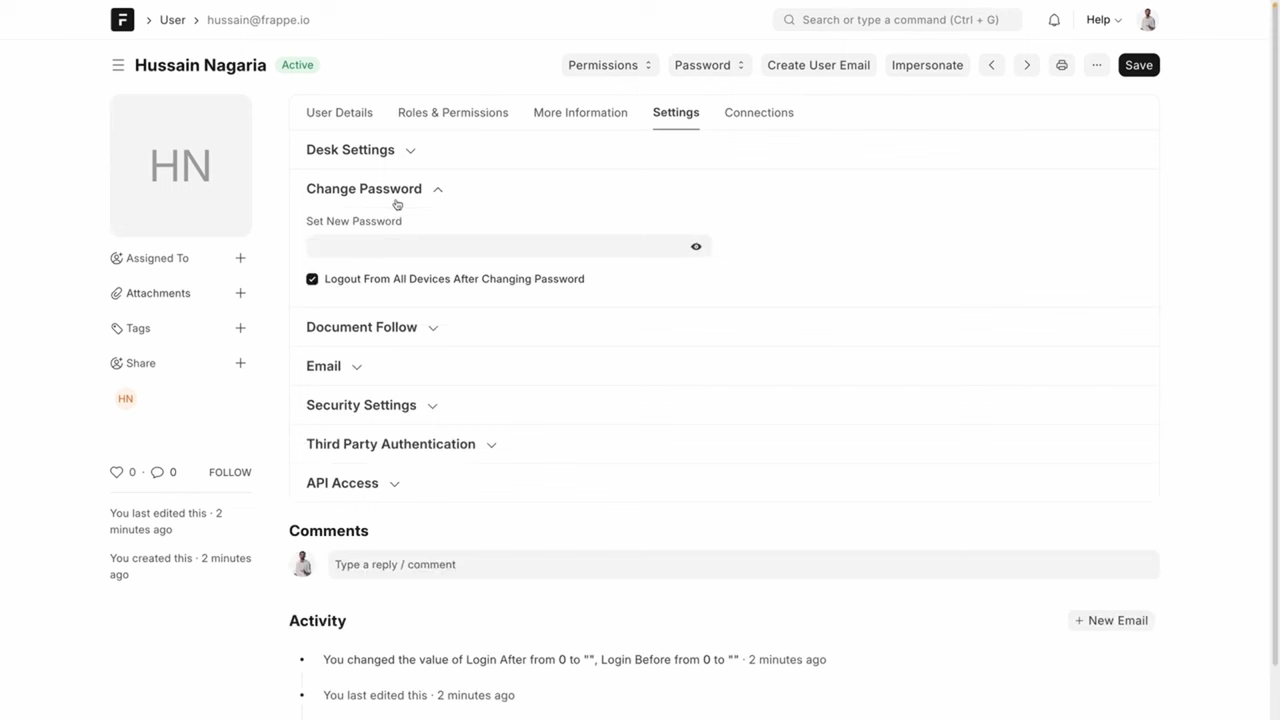 F
User
hussain@frappe.io
Search or type a command (Ctrl + G)
Help
Hussain Nagaria
Active
Permissions
Password
Create User Email
Impersonate
Save
HN
User Details
Roles & Permissions
More Information
Settings
Connections
Desk Settings
Change Password
Set New Password
Logout From All Devices After Changing Password
Assigned To
Attachments
Tags
Share
HN
Document Follow
Email
Security Settings
Third Party Authentication
API Access
0 · 0 FOLLOW
You last edited this · 2
minutes ago
You created this · 2 minutes
ago
Comments
Type a reply / comment
Activity
+ New Email
You changed the value of Login After from 0 to "", Login Before from 0 to "" · 2 minutes ago
You last edited this · 2 minutes ago